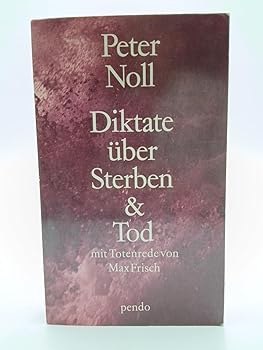 Peter
Noll
Diktate
über
Sterben
&
Tod
mit Totenrede von
Max Frisch
pendo